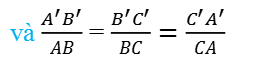 và A′B′/AB = B′C′/BC = C′A′/CA